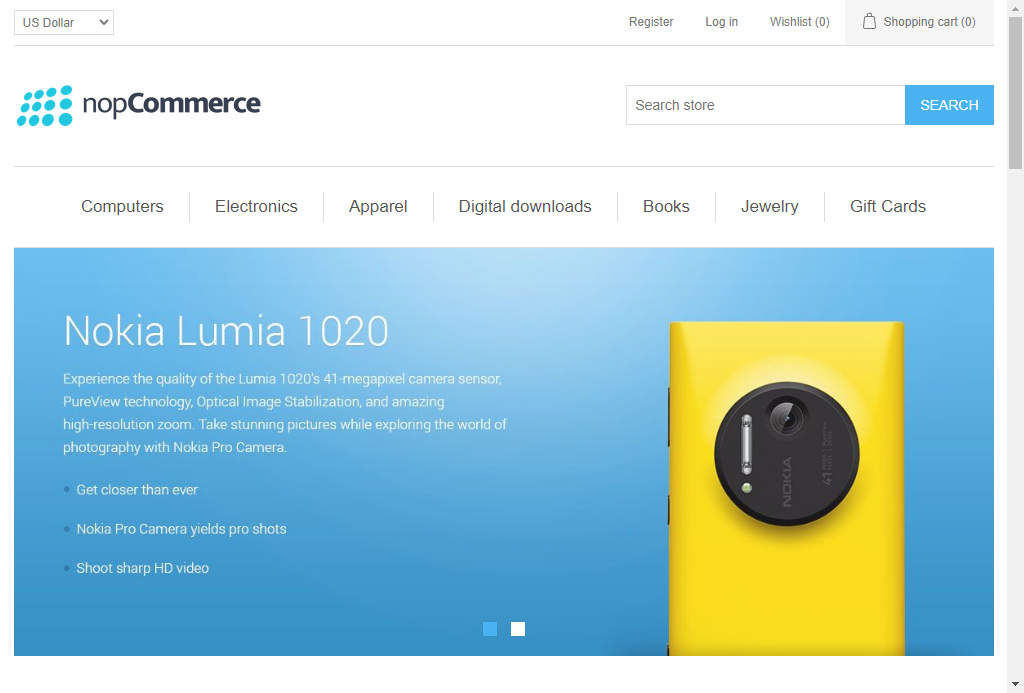 US Dollar
Register
Log in
Wishlist (0)
Shopping cart (0)
nopCommerce
Search store
SEARCH
Computers
Electronics
Apparel
Digital downloads
Books
Jewelry
Gift Cards
Nokia Lumia 1020
Experience the quality of the Lumia 1020's 41-megapixel camera sensor,
PureView technology, Optical Image Stabilization, and amazing
high-resolution zoom. Take stunning pictures while exploring the world of
photography with Nokia Pro Camera.
Get closer than ever
Nokia Pro Camera yields pro shots
Shoot sharp HD video
NOKIA